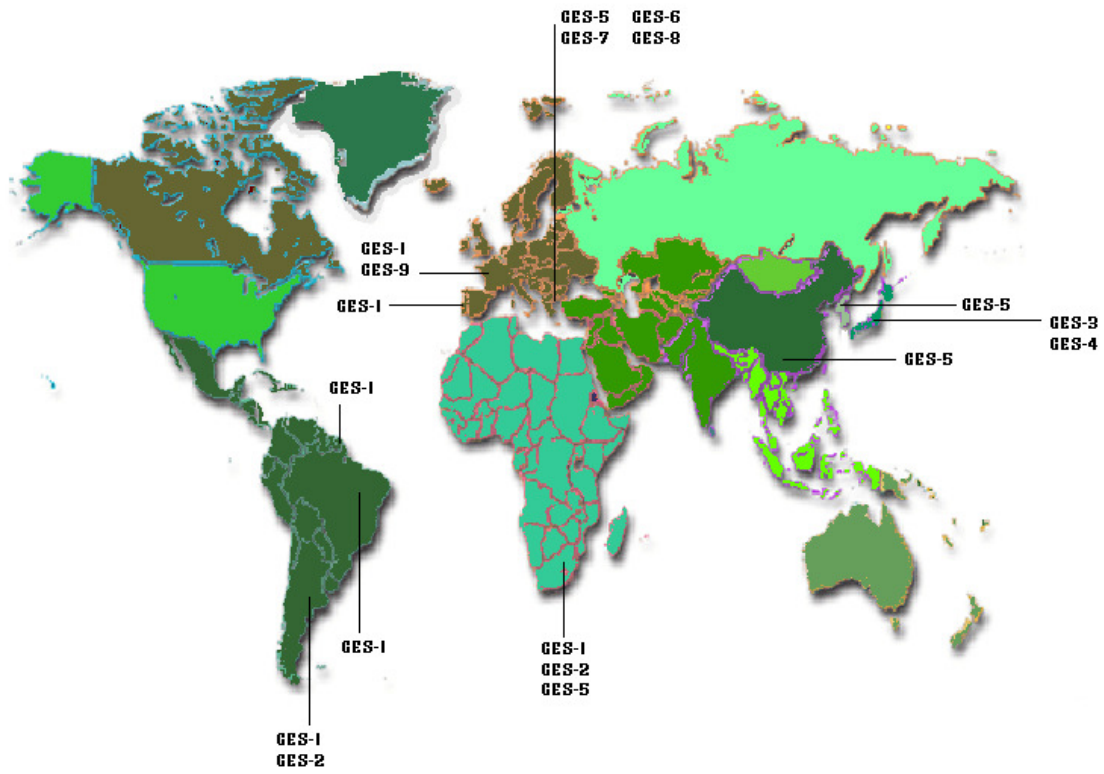 GES-5 GES-6
GES-7 GES-8
GES-1
GES-9
GES-1
GES-5
GES-3
GES-4
GES-5
GES-1
GES-1
GES-1
GES-2
GES-5
GES-1
GES-2